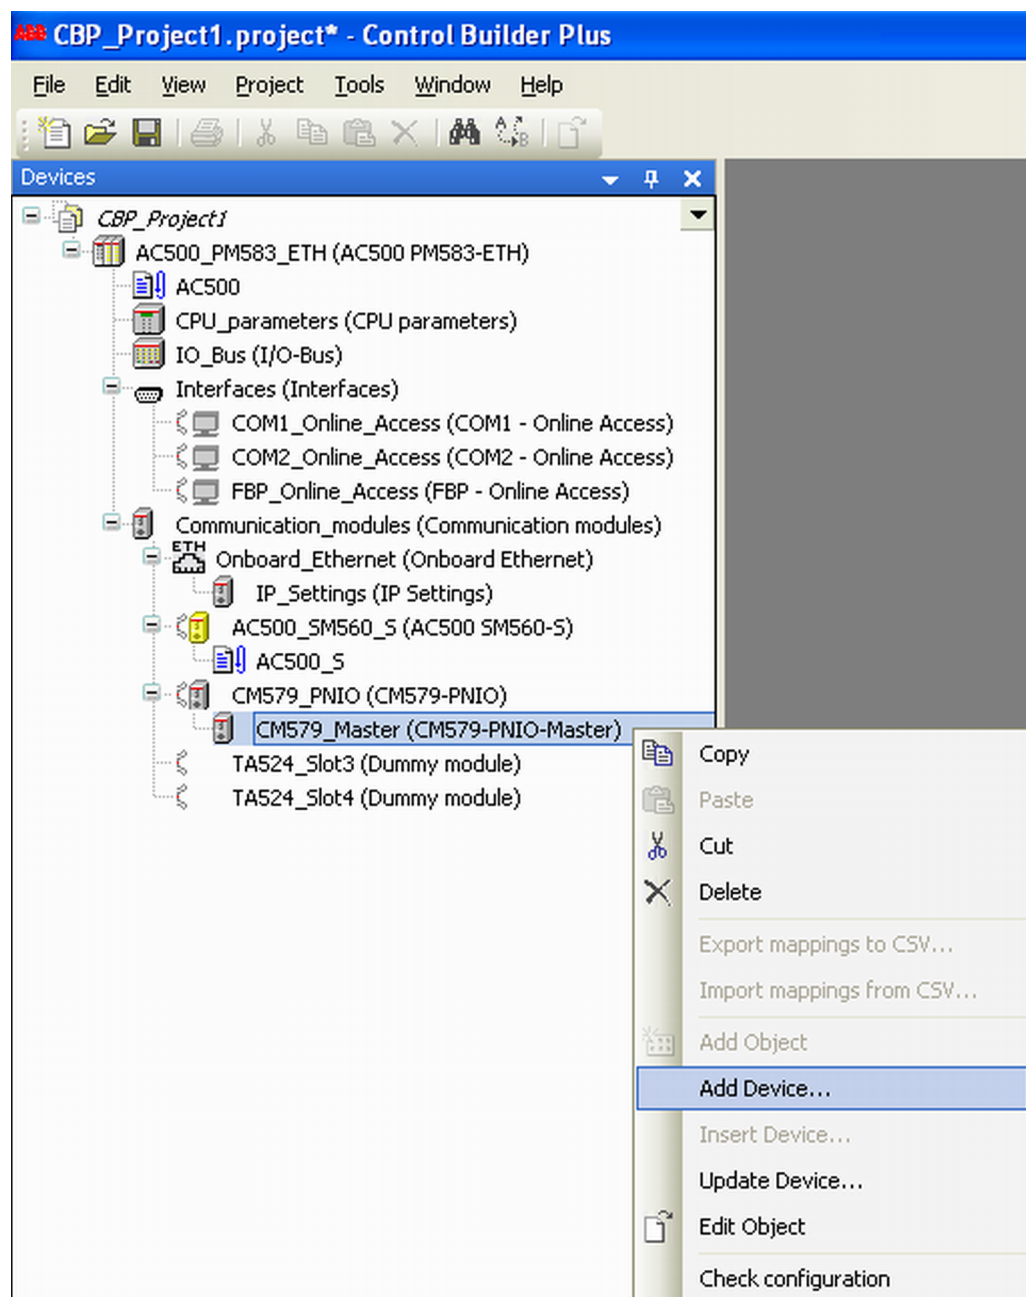 ABB CBP_Project1.project* - Control Builder Plus
File Edit View Project Tools Window Help
A B
Devices
CBP_Project1
AC500_PM583_ETH (AC500 PM583-ETH)
AC500
CPU_parameters (CPU parameters)
IO_Bus (I/O-Bus)
Interfaces (Interfaces)
COM1_Online_Access (COM1 - Online Access)
COM2_Online_Access (COM2 - Online Access)
FBP_Online_Access (FBP - Online Access)
Communication_modules (Communication modules)
ETH
Onboard_Ethernet (Onboard Ethernet)
IP_Settings (IP Settings)
AC500_SM560_S (AC500 SM560-S)
AC500_S
CM579_PNIO (CM579-PNIO)
CM579_Master (CM579-PNIO-Master)
TA524_Slot3 (Dummy module)
TA524_Slot4 (Dummy module)
Copy
Paste
Cut
Delete
Export mappings to CSV...
Import mappings from CSV...
Add Object
Add Device...
Insert Device...
Update Device...
Edit Object
Check configuration